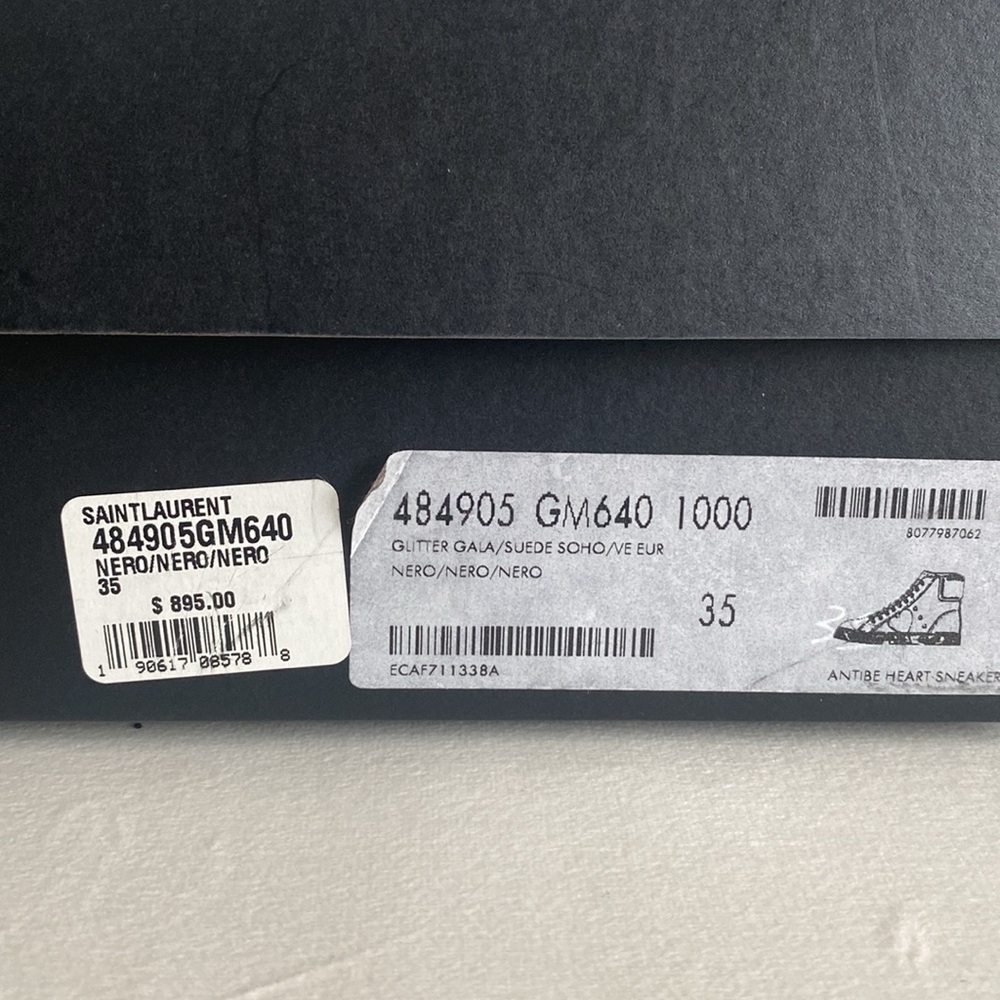 SAINTLAURENT
484905GM640
NERO/NERO/NERO
35
$ 895.00
1 90617 08578 8
484905 GM640 1000
GLITTER GALA/SUEDE SOHO/VE EUR
NERO/NERO/NERO
35
ECAF711338A
8077987062
ANTIBE HEART-SNEAKER